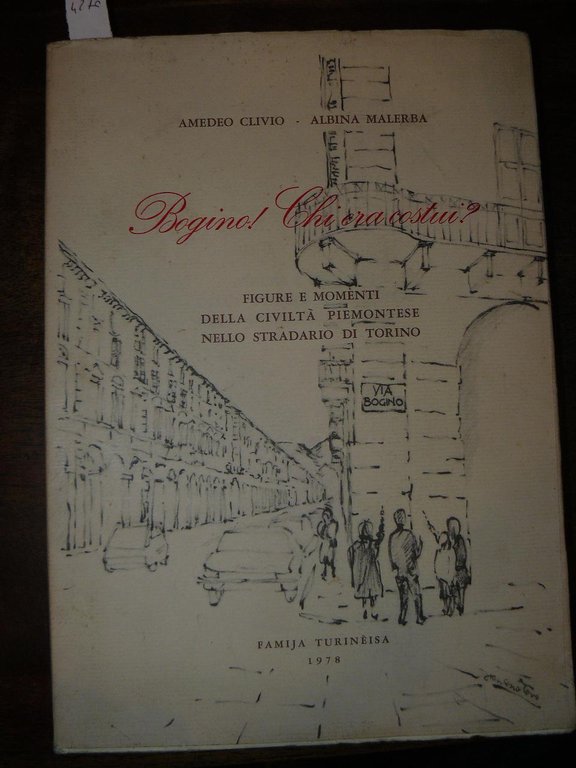 AMEDEO CLIVIO - ALBINA MALERBA
Bogino! Chi era costui?
FIGURE E MOMENTI
DELLA CIVILTÀ PIEMONTESE
NELLO STRADARIO DI TORINO
VIA
BOGINO
FAMIJA TURINÈISA
1978